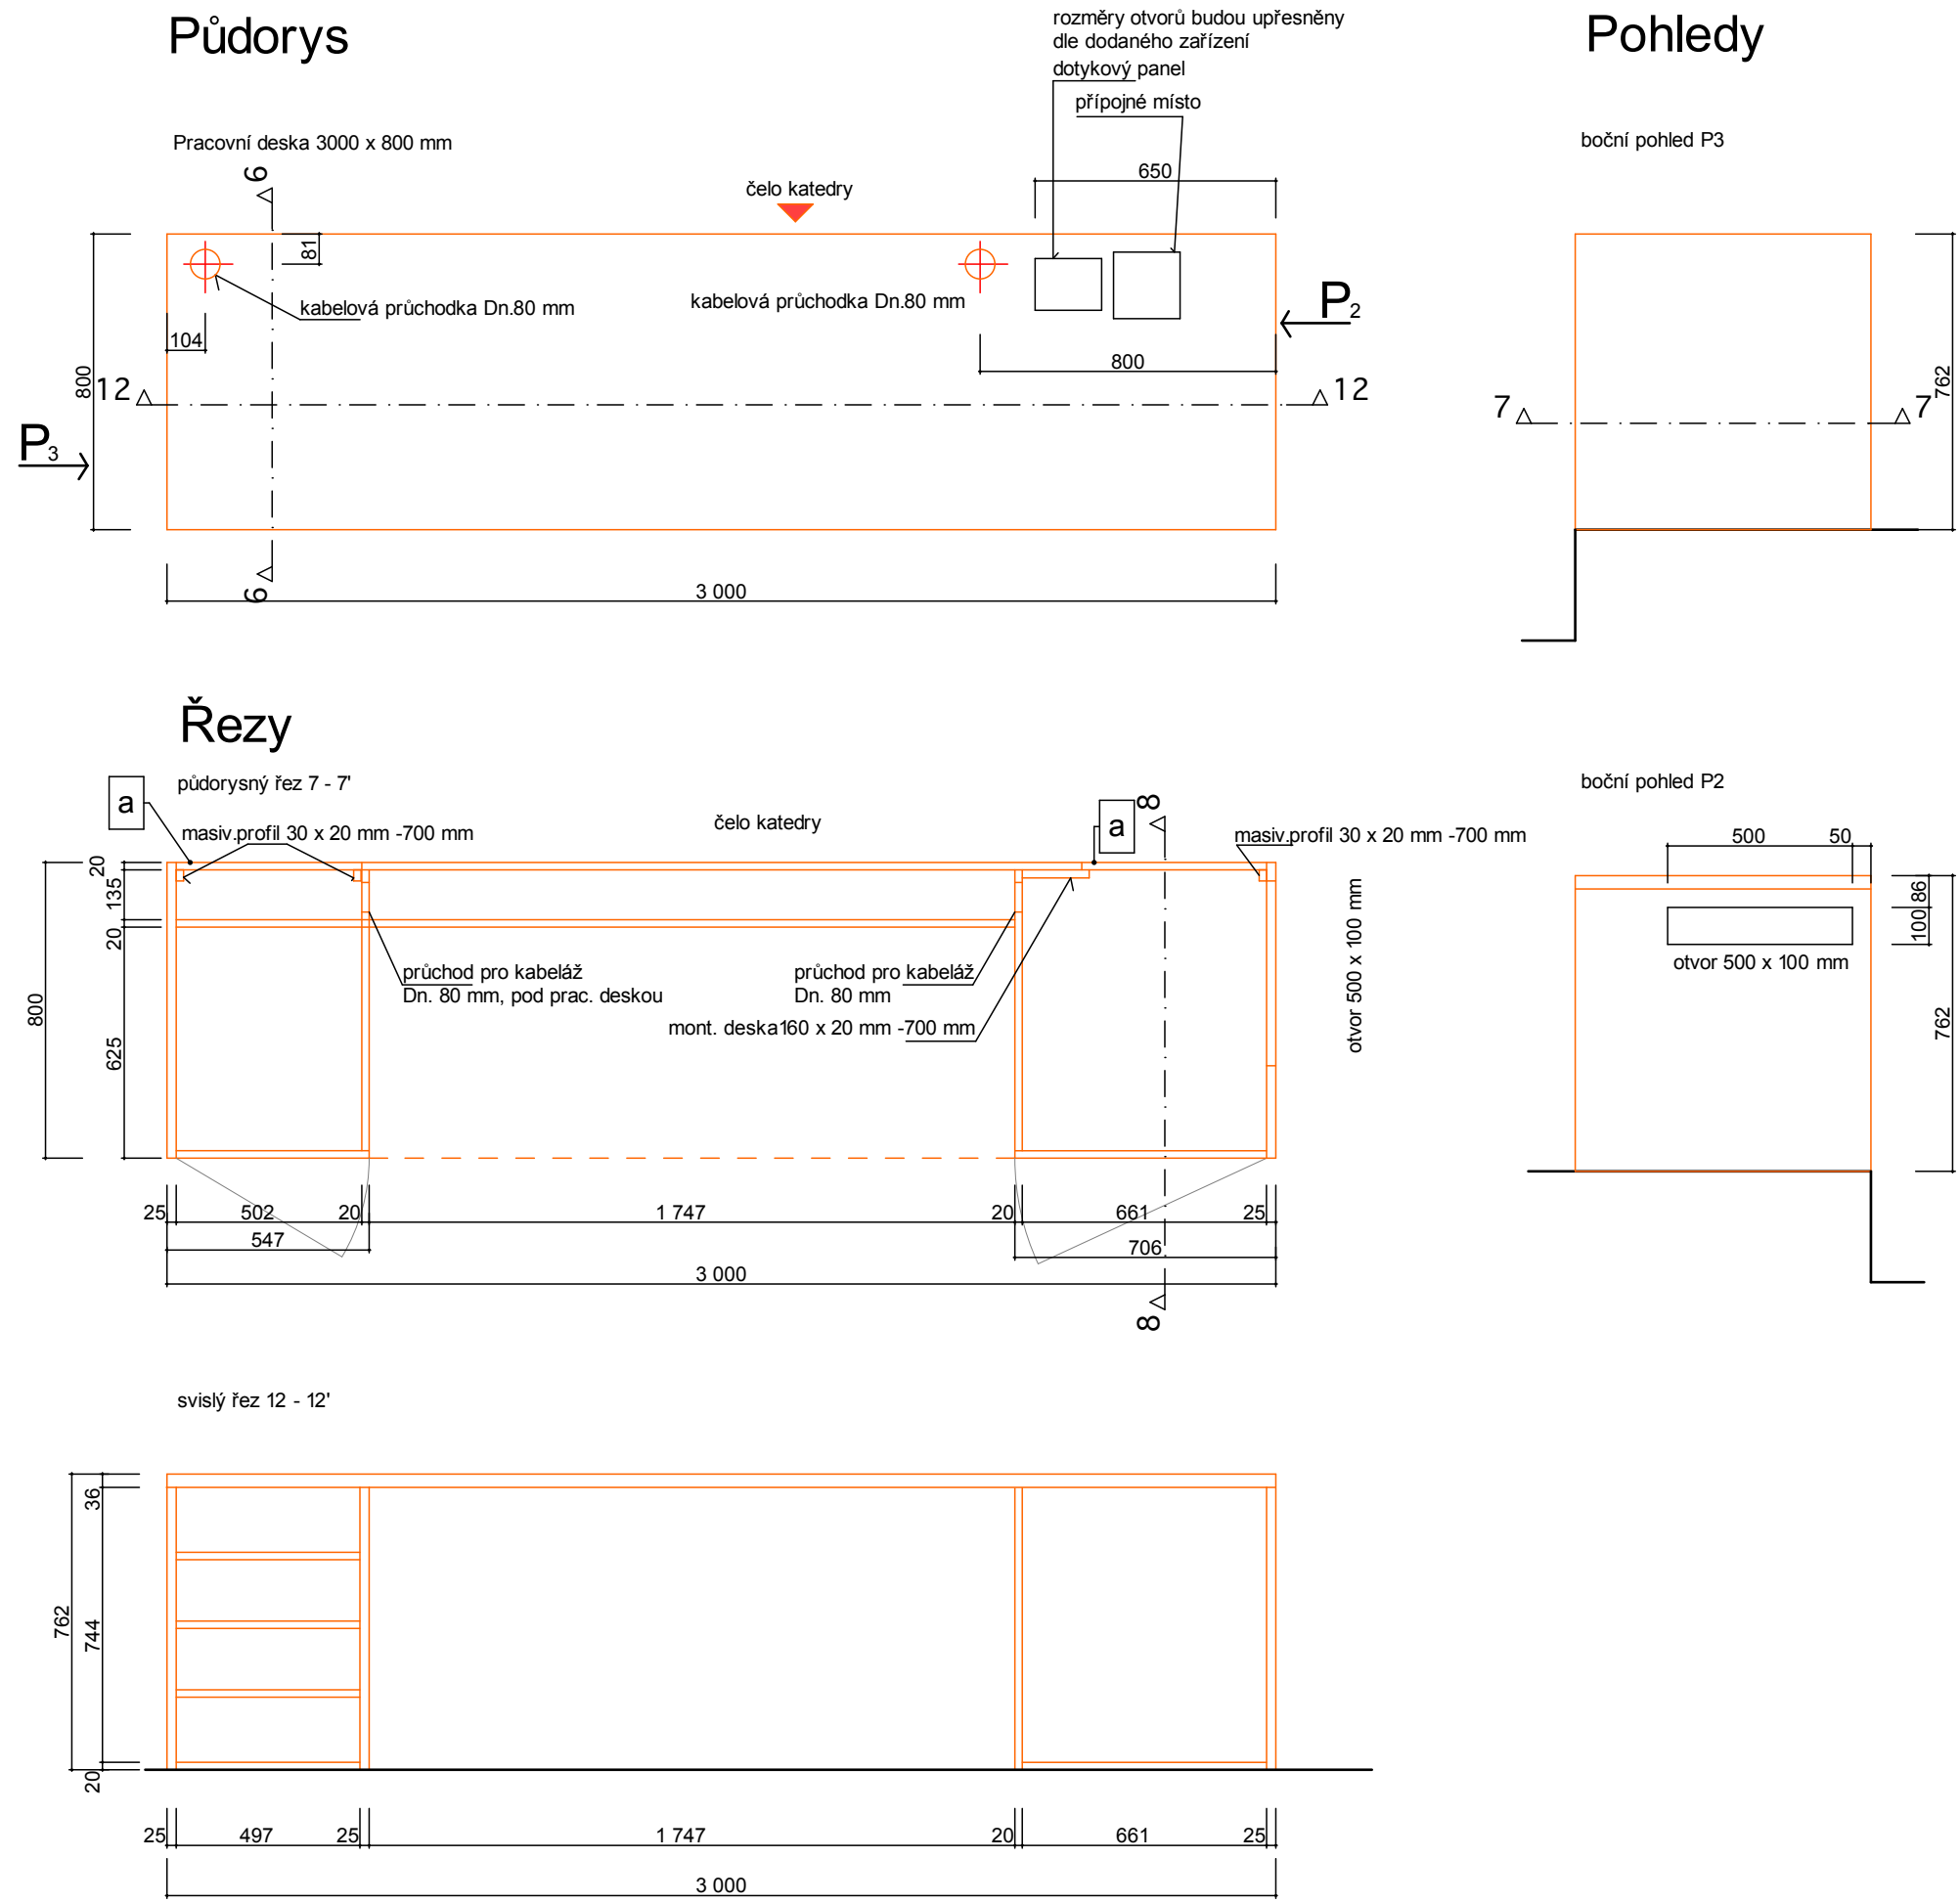 Půdorys
rozměry otvorů budou upřesněny
dle dodaného zařízení
dotykový panel
přípojné místo
Pohledy
Pracovní deska 3000 x 800 mm
boční pohled P3
6
čelo katedry
650
81
kabelová průchodka Dn.80 mm
kabelová průchodka Dn.80 mm
P2
104
800
800
12
12
P3
762
7
7
6
3 000
Řezy
půdorysný řez 7 - 7'
a
masiv.profil 30 x 20 mm -700 mm
čelo katedry
a
8
masiv.profil 30 x 20 mm -700 mm
boční pohled P2
500
50
20
135
20
625
800
86
100
otvor 500 x 100 mm
762
otvor 500 x 100 mm
průchod pro kabeláž
Dn. 80 mm, pod prac. deskou
průchod pro kabeláž
Dn. 80 mm
mont. deska160 x 20 mm -700 mm
25
502
20
1 747
20
661
25
547
706
3 000
8
svislý řez 12 - 12'
36
762
744
20
25
497
25
1 747
20
661
25
3 000